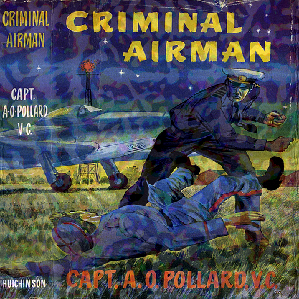 CRIMINAL
AIRMAN
CAPT.
A·O·POLLARD
V·C·
HUTCHINSON
CRIMINAL
AIRMAN
CAPT. A. O. POLLARD. V.C.